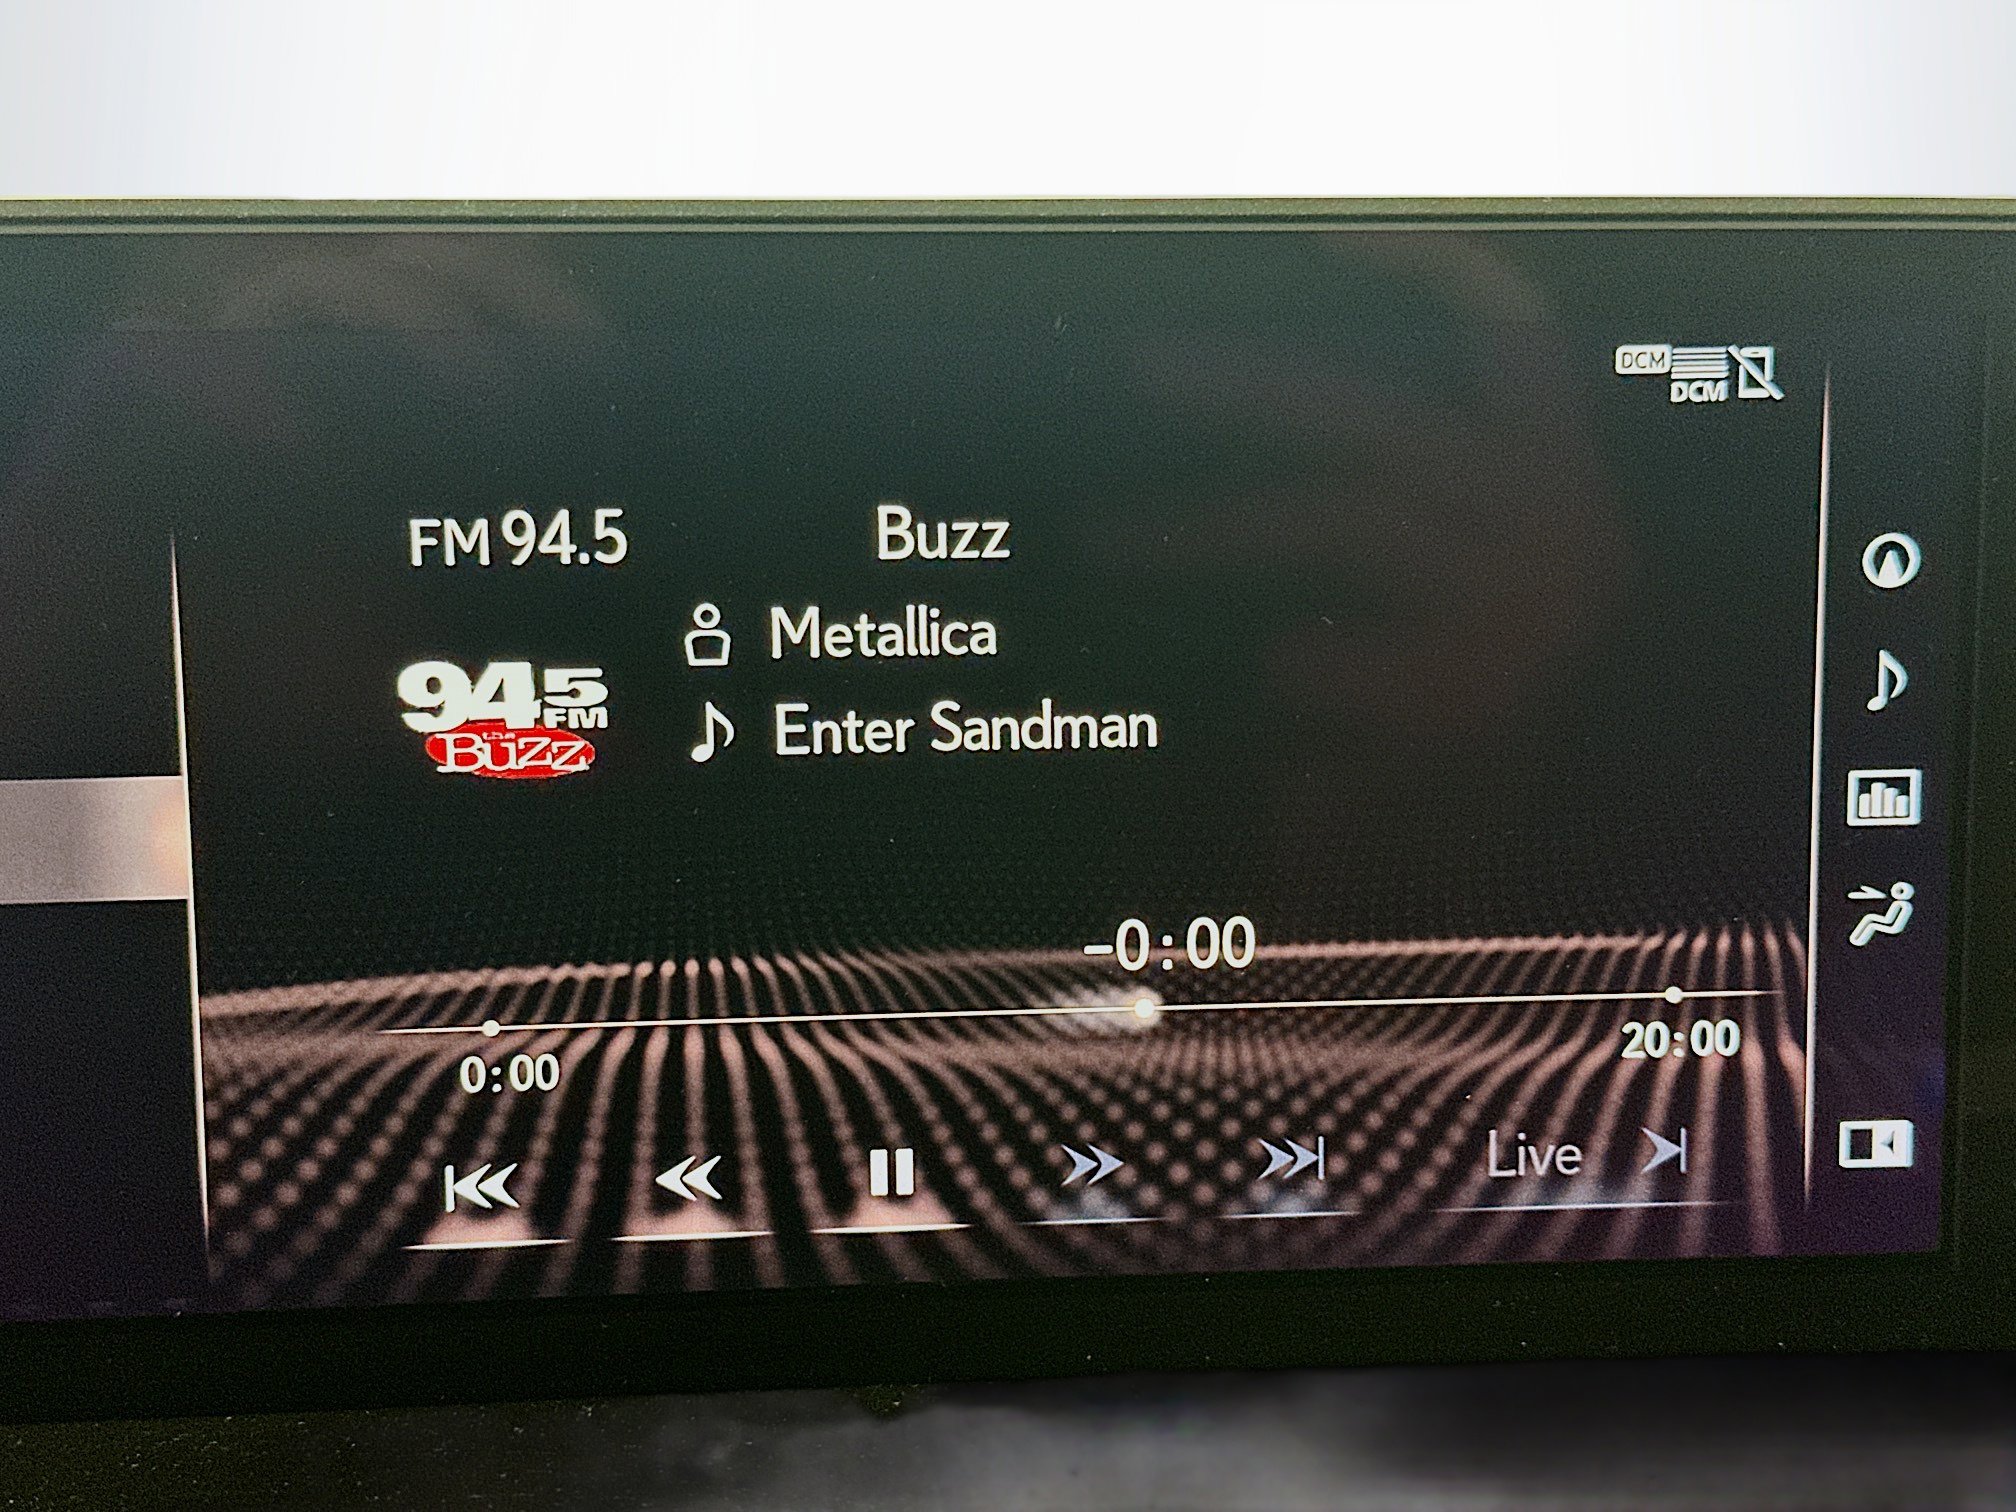 DCM
DCM
FM 94.5 Buzz
Metallica
94.5 FM
the Buzz
Enter Sandman
-0:00
0:00
20:00
Live